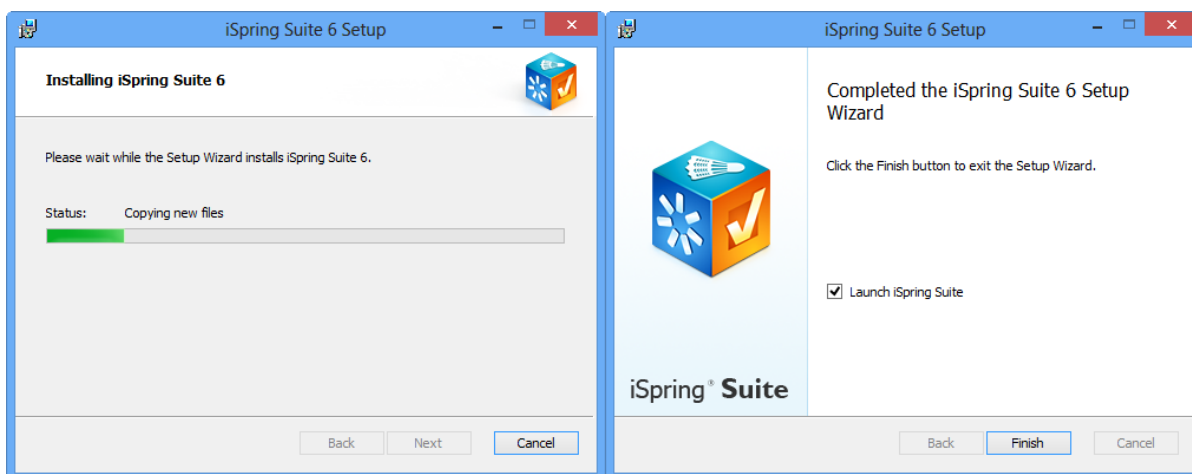 iSpring Suite 6 Setup
Installing iSpring Suite 6
Please wait while the Setup Wizard installs iSpring Suite 6.
Status: Copying new files
Back Next Cancel
iSpring Suite 6 Setup
Completed the iSpring Suite 6 Setup
Wizard
Click the Finish button to exit the Setup Wizard.
Launch iSpring Suite
iSpring® Suite
Back Finish Cancel